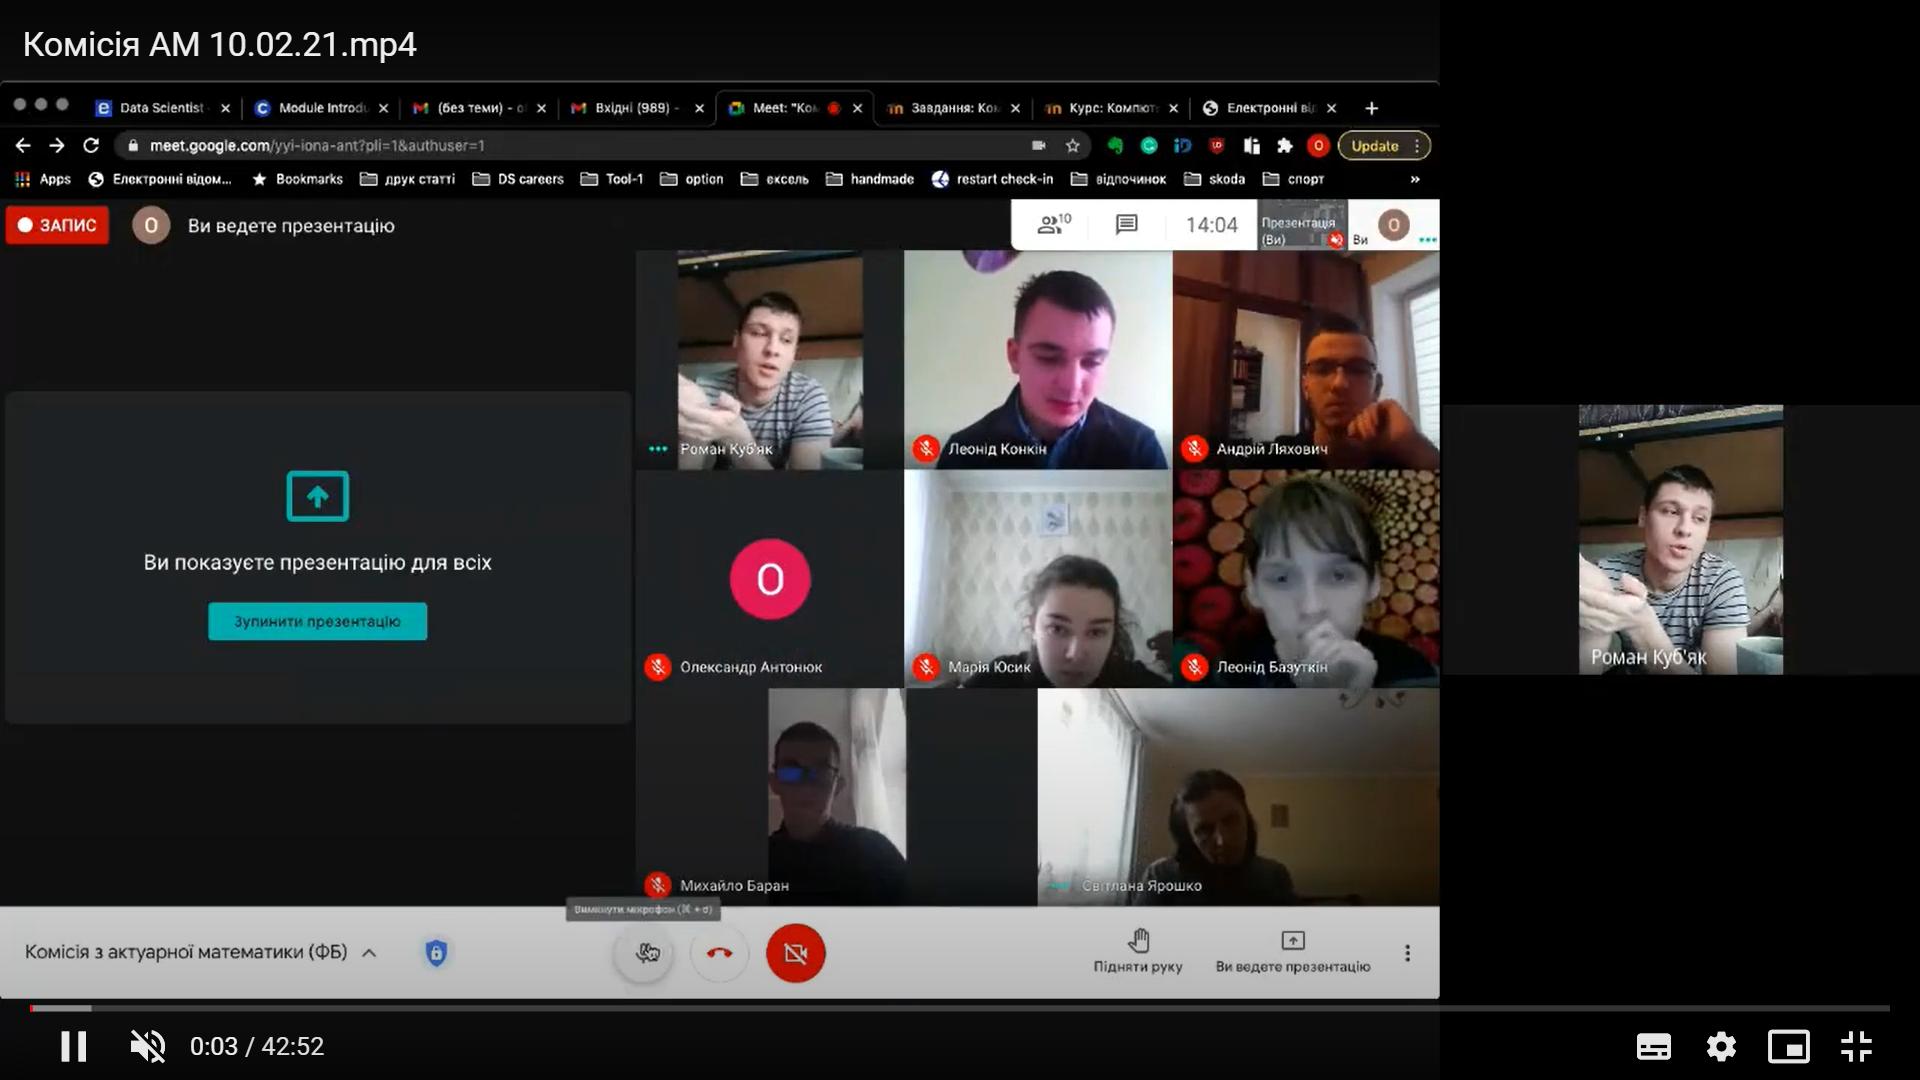 Комісія АМ 10.02.21.mp4
Data Scientist
Module Introdu
(без теми) - o
Вхідні (989) -
Meet: "Ком
Завдання: Ком
Курс: Компют
Електронні ві
meet.google.com/yyi-iona-ant?pli=1&authuser=1
Update
Apps
Електронні відом...
Bookmarks
друк статті
DS careers
Tool-1
option
ексель
handmade
restart check-in
відпочинок
skoda
спорт
»
ЗАПИС
O
Ви ведете презентацію
10
14:04
Презентація
(Ви)
Ви
O
Ви показуєте презентацію для всіх
Зупинити презентацію
Роман Куб'як
Леонід Конкін
Андрій Ляхович
O
Олександр Антонюк
Марія Юсик
Леонід Базуткін
Михайло Баран
Світлана Ярошко
Роман Куб'як
Вимкнути мікрофон (⌘ + d)
Комісія з актуарної математики (ФБ)
Підняти руку
Ви ведете презентацію
0:03 / 42:52